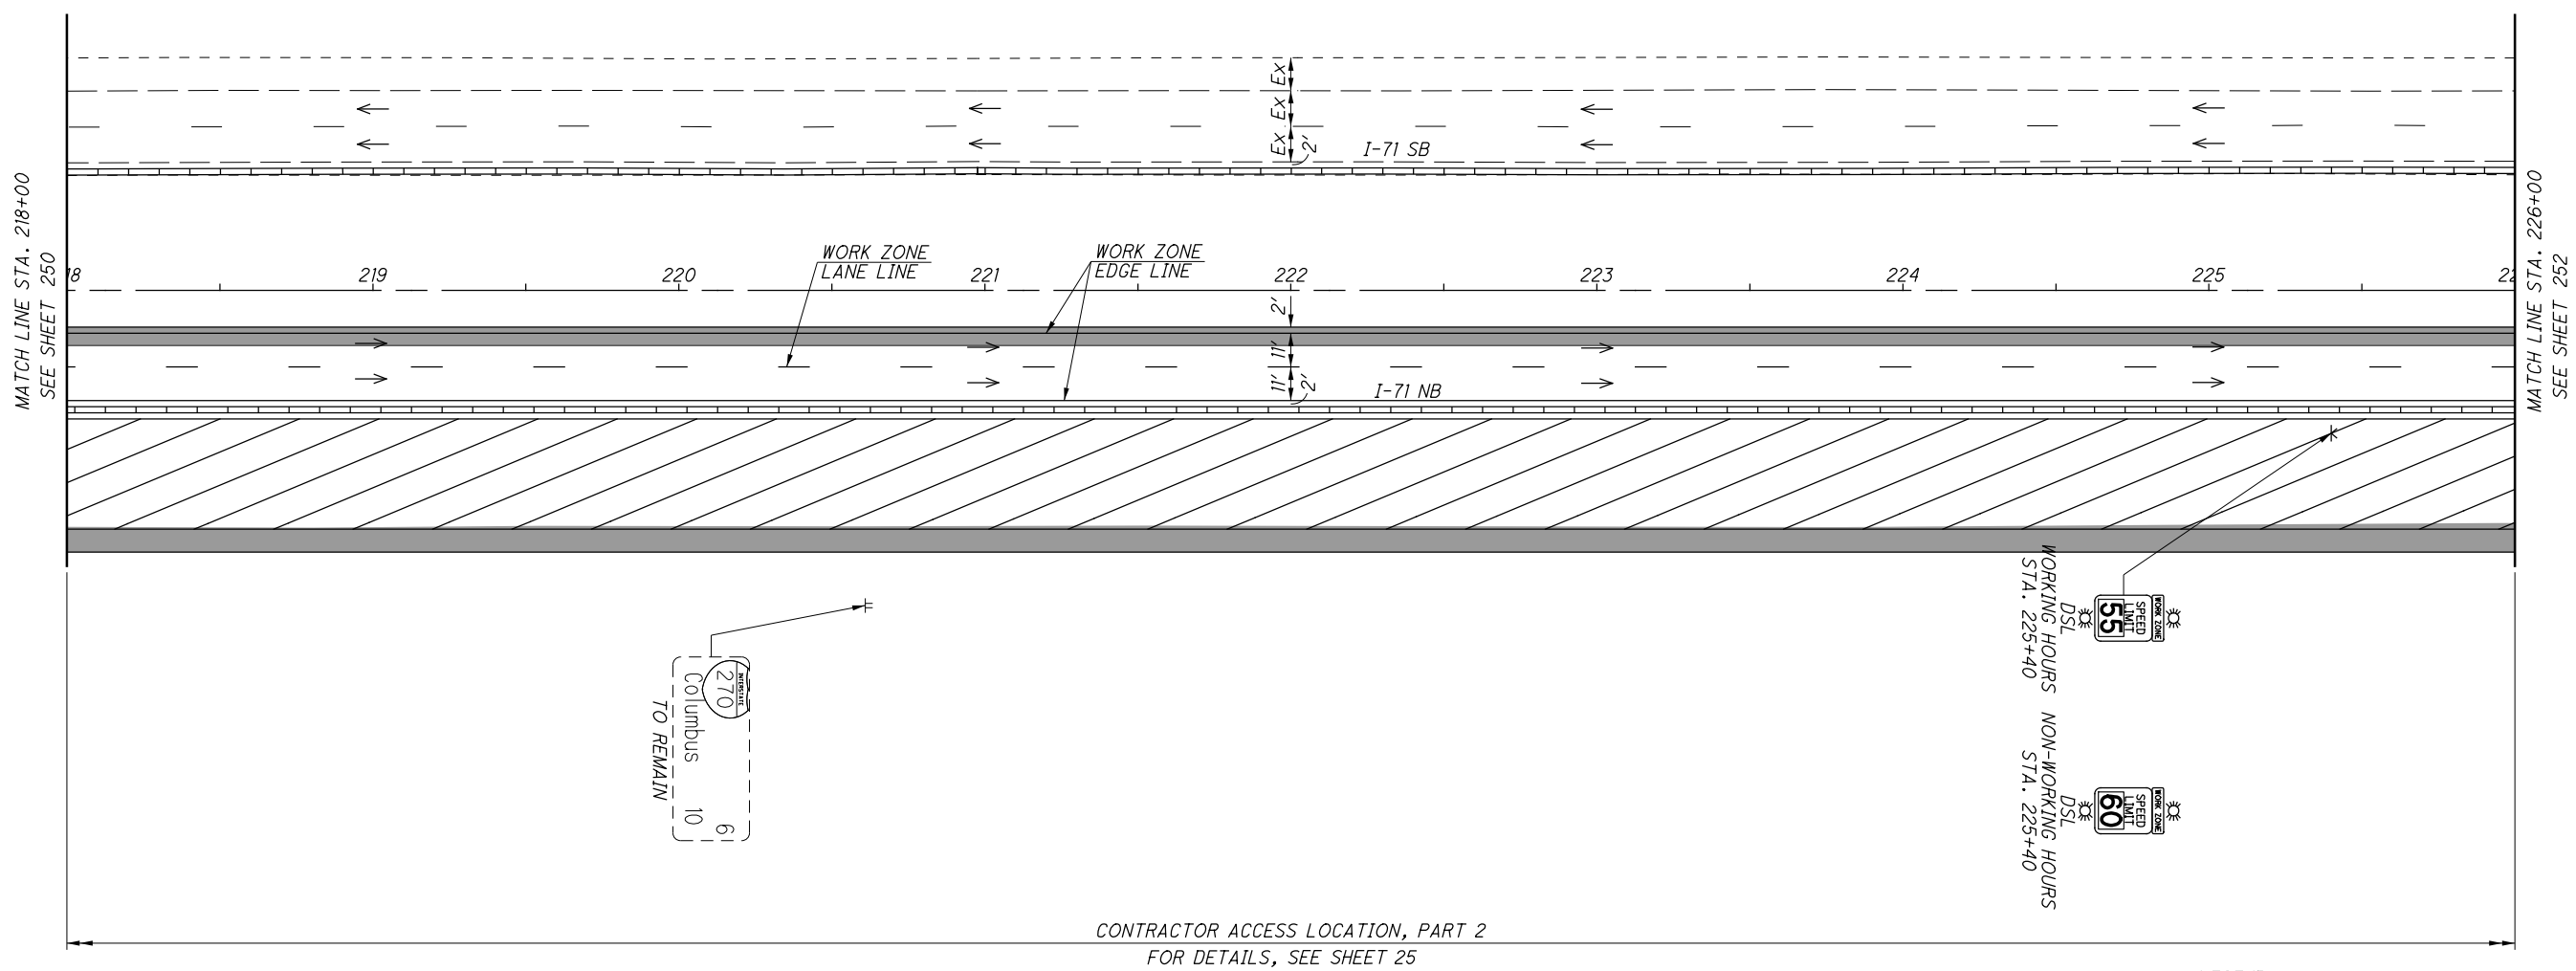 MATCH LINE STA. 218+00
SEE SHEET 250
Ex
Ex
Ex
2'
I-71 SB
WORK ZONE
LANE LINE
WORK ZONE
EDGE LINE
18 219 220 221 222 223 224 225 22
2'
11'
11'
2'
I-71 NB
MATCH LINE STA. 226+00
SEE SHEET 252
WORK ZONE
SPEED
LIMIT
55
DSL
WORKING HOURS
STA. 225+40
WORK ZONE
SPEED
LIMIT
60
DSL
NON-WORKING HOURS
STA. 225+40
INTERSTATE
270 6
Columbus 10
TO REMAIN
CONTRACTOR ACCESS LOCATION, PART 2
FOR DETAILS, SEE SHEET 25